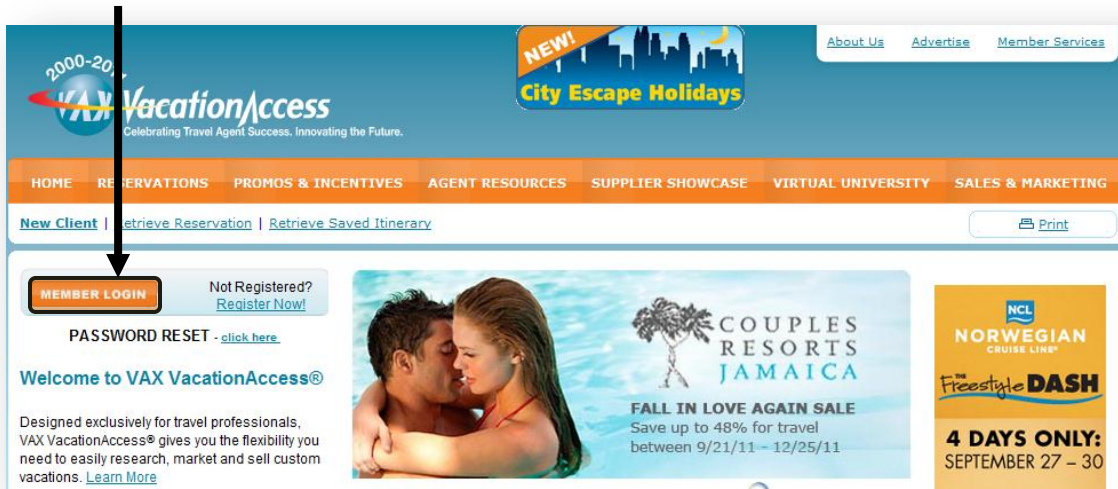 NEW!
City Escape Holidays
About Us Advertise Member Services
VAX VacationAccess
Celebrating Travel Agent Success. Innovating the Future.
HOME RESERVATIONS PROMOS & INCENTIVES AGENT RESOURCES SUPPLIER SHOWCASE VIRTUAL UNIVERSITY SALES & MARKETING
New Client | Retrieve Reservation | Retrieve Saved Itinerary
Print
MEMBER LOGIN
Not Registered?
Register Now!
PASSWORD RESET - click here
Welcome to VAX VacationAccess®
Designed exclusively for travel professionals,
VAX VacationAccess® gives you the flexibility you
need to easily research, market and sell custom
vacations. Learn More
COUPLES
RESORTS
JAMAICA
FALL IN LOVE AGAIN SALE
Save up to 48% for travel
between 9/21/11 - 12/25/11
NCL
NORWEGIAN
CRUISE LINE®
THE
Freestyle DASH
4 DAYS ONLY:
SEPTEMBER 27 – 30